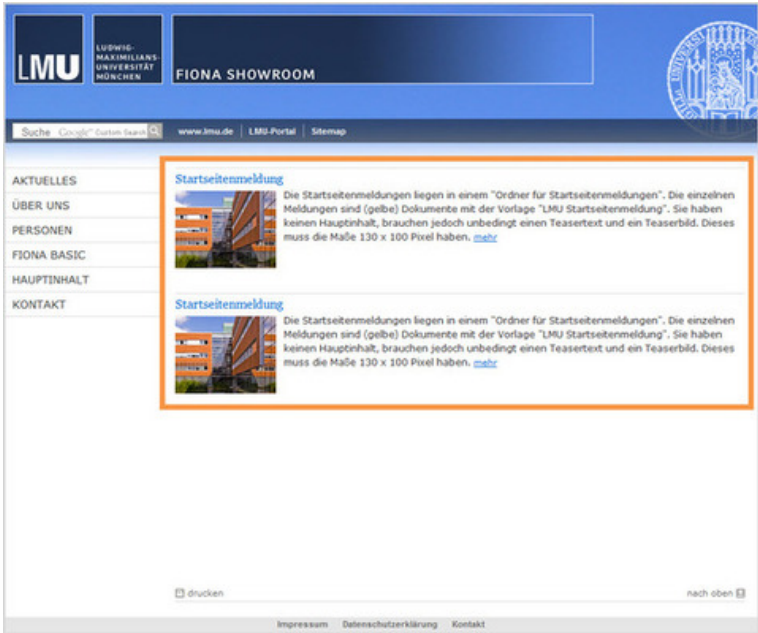 LMU
LUDWIG-
MAXIMILIANS-
UNIVERSITÄT
MÜNCHEN
FIONA SHOWROOM
Suche Google™ Custom Search
www.lmu.de | LMU-Portal | Sitemap
AKTUELLES
ÜBER UNS
PERSONEN
FIONA BASIC
HAUPTINHALT
KONTAKT
Startseitenmeldung
Die Startseitenmeldungen liegen in einem "Ordner für Startseitenmeldungen". Die einzelnen
Meldungen sind (gelbe) Dokumente mit der Vorlage "LMU Startseitenmeldung". Sie haben
keinen Hauptinhalt, brauchen jedoch unbedingt einen Teasertext und ein Teaserbild. Dieses
muss die Maße 130 x 100 Pixel haben. mehr
Startseitenmeldung
Die Startseitenmeldungen liegen in einem "Ordner für Startseitenmeldungen". Die einzelnen
Meldungen sind (gelbe) Dokumente mit der Vorlage "LMU Startseitenmeldung". Sie haben
keinen Hauptinhalt, brauchen jedoch unbedingt einen Teasertext und ein Teaserbild. Dieses
muss die Maße 130 x 100 Pixel haben. mehr
drucken
nach oben
Impressum Datenschutzerklärung Kontakt